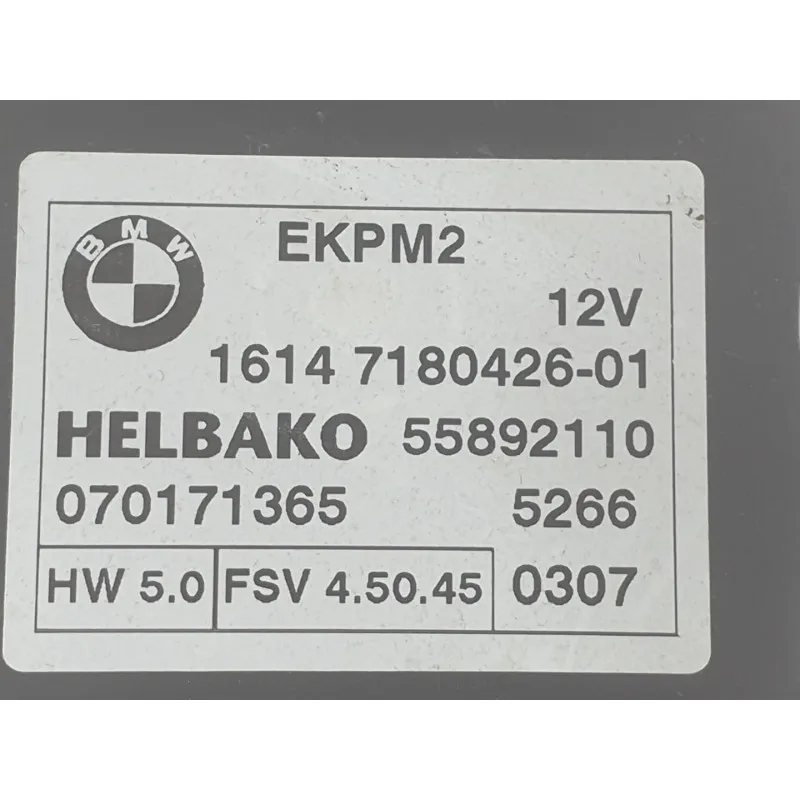 BMW
EKPM2
12V
1614 7180426-01
HELBAKO 55892110
070171365 5266
HW 5.0 FSV 4.50.45 0307